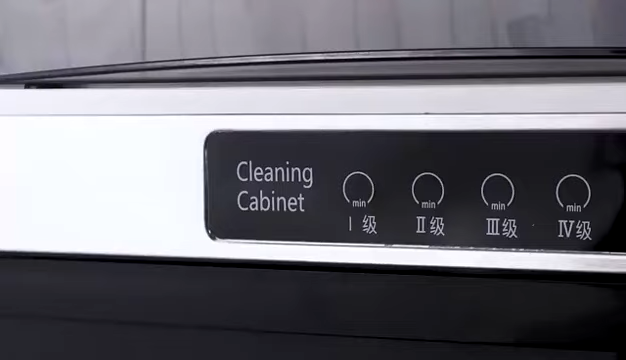 Cleaning
Cabinet
min min min min
Ⅰ级 Ⅱ级 Ⅲ级 Ⅳ级